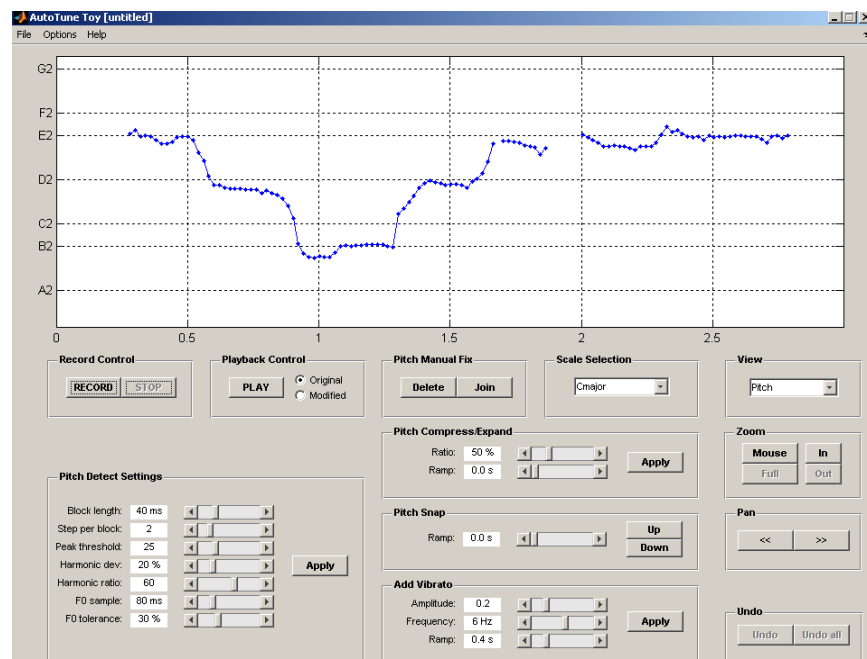 AutoTune Toy [untitled]
File Options Help
G2
F2
E2
D2
C2
B2
A2
0 0.5 1 1.5 2 2.5
Record Control
RECORD STOP
Playback Control
PLAY
Original
Modified
Pitch Manual Fix
Delete Join
Scale Selection
Cmajor
View
Pitch
Pitch Compress/Expand
Ratio: 50 %
Ramp: 0.0 s
Apply
Zoom
Mouse In
Full Out
Pitch Detect Settings
Block length: 40 ms
Step per block: 2
Peak threshold: 25
Harmonic dev: 20 %
Harmonic ratio: 60
F0 sample: 80 ms
F0 tolerance: 30 %
Apply
Pitch Snap
Ramp: 0.0 s
Up
Down
Pan
<< >>
Add Vibrato
Amplitude: 0.2
Frequency: 6 Hz
Ramp: 0.4 s
Apply
Undo
Undo Undo all